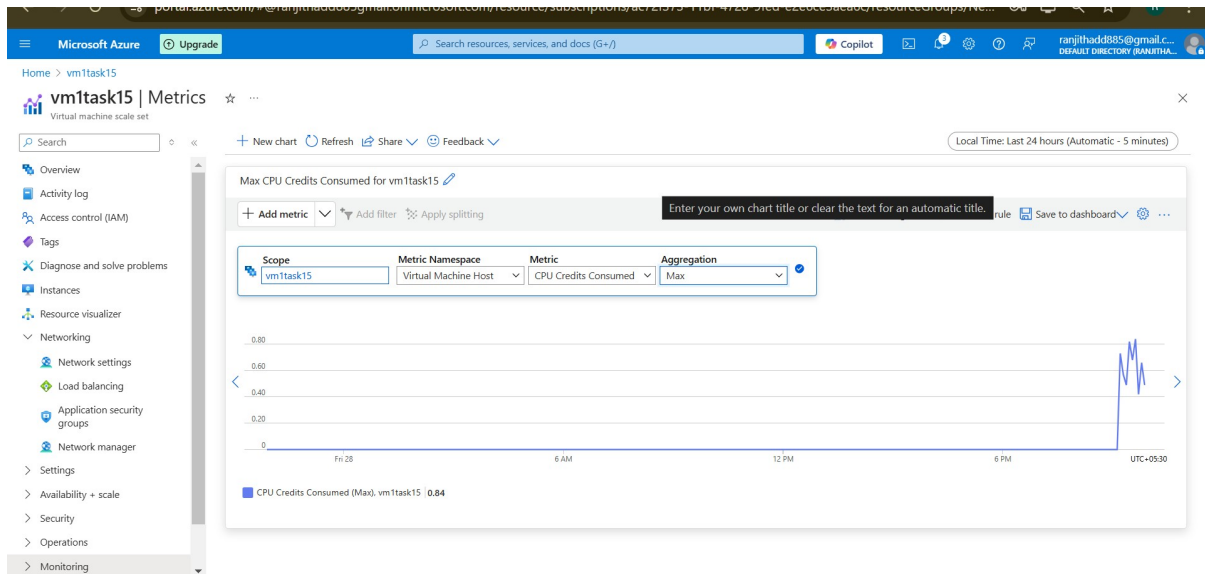 Microsoft Azure
Upgrade
Search resources, services, and docs (G+/)
Copilot
3
ranjithadd885@gmail.c...
DEFAULT DIRECTORY (RANJITHA...
Home > vm1task15
vm1task15 | Metrics
Virtual machine scale set
Search
New chart
Refresh
Share
Feedback
Local Time: Last 24 hours (Automatic - 5 minutes)
Overview
Activity log
Access control (IAM)
Tags
Diagnose and solve problems
Instances
Resource visualizer
Networking
Network settings
Load balancing
Application security
groups
Network manager
Settings
Availability + scale
Security
Operations
Monitoring
Max CPU Credits Consumed for vm1task15
Add metric
Add filter
Apply splitting
Enter your own chart title or clear the text for an automatic title.
rule
Save to dashboard
Scope
vm1task15
Metric Namespace
Virtual Machine Host
Metric
CPU Credits Consumed
Aggregation
Max
0.80
0.60
0.40
0.20
0
Fri 28
6 AM
12 PM
6 PM
UTC+05:30
CPU Credits Consumed (Max), vm1task15 | 0.84